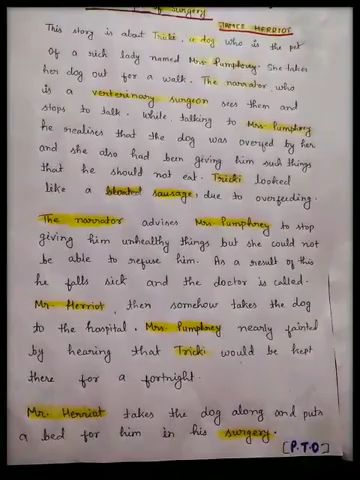 of surgery
JAMES HERRIOT
This story is about Tricki, a dog who is the pet
of a rich lady named Mrs Pumphrey. She takes
her dog out for a walk. The narrator, who
is a venterinary surgeon sees them and
stops to talk. While, talking to Mrs Pumphrey
he realises that the dog was overjed by her
and she also had been giving him such things
that he should not eat. Tricki looked
like a bloated sausage, due to overfeeding.
The narrator advises Mrs Pumphrey to stop
giving him unhealthy things but she could not
be able to refuse him. As a result of this
he falls sick and the doctor is called.
Mr. Herriot, then somehow takes the dog
to the hospital. Mrs. Pumphrey nearly fainted
by hearing that Tricki would be kept
there for a fortnight.
Mr. Herriot takes the dog along and puts
a bed for him in his surgery.
[P.T.O]